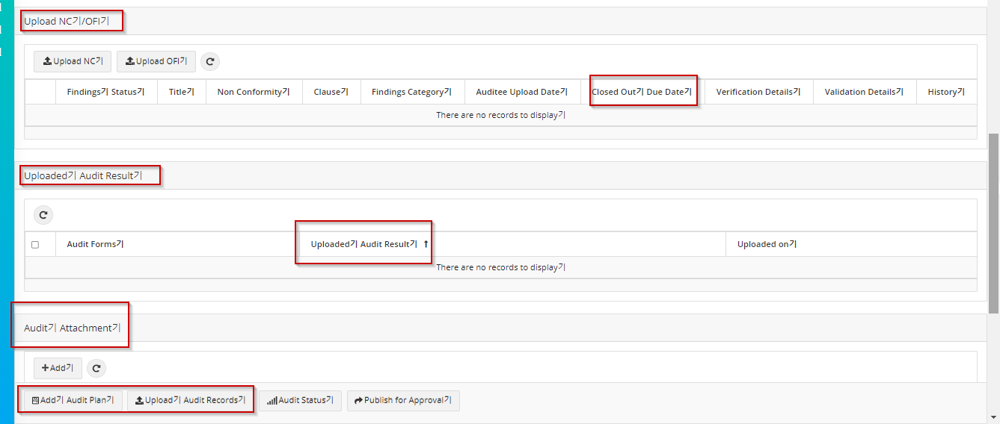 Upload NC기/OFI기
Upload NC기 Upload OFI기
Findings기 Status기 Title기 Non Conformity기 Clause기 Findings Category기 Auditee Upload Date기 Closed Out기 Due Date기 Verification Details기 Validation Details기 History기
There are no records to display기
Uploaded기 Audit Result기
Audit Forms기 Uploaded기 Audit Result기 Uploaded on기
There are no records to display기
Audit기 Attachment기
Add기
Add기 Audit Plan기 Upload기 Audit Records기 Audit Status기 Publish for Approval기